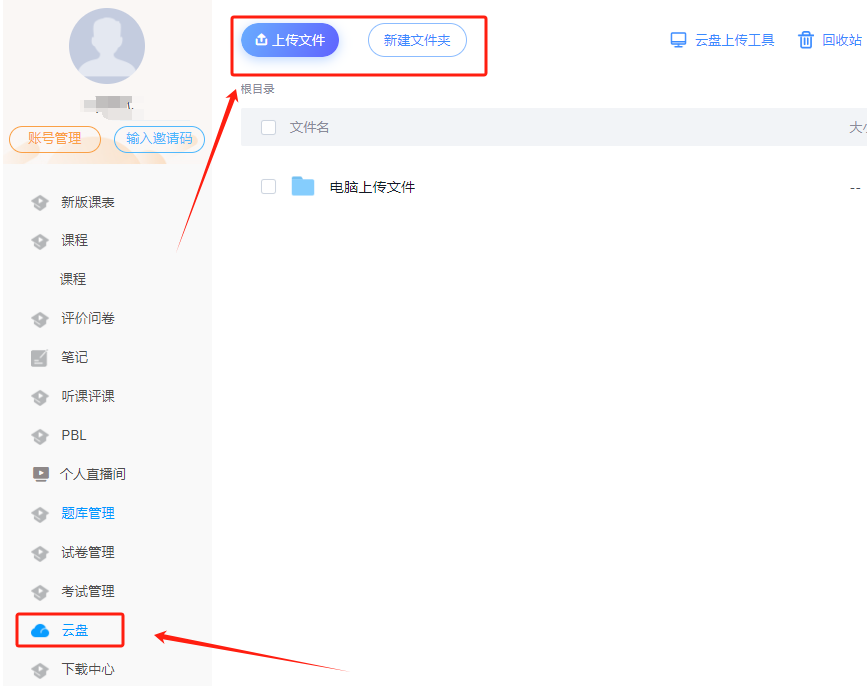 上传文件
新建文件夹
云盘上传工具
回收站
根目录
账号管理
输入邀请码
文件名
大小
电脑上传文件
--
新版课表
课程
课程
评价问卷
笔记
听课评课
PBL
个人直播间
题库管理
试卷管理
考试管理
云盘
下载中心